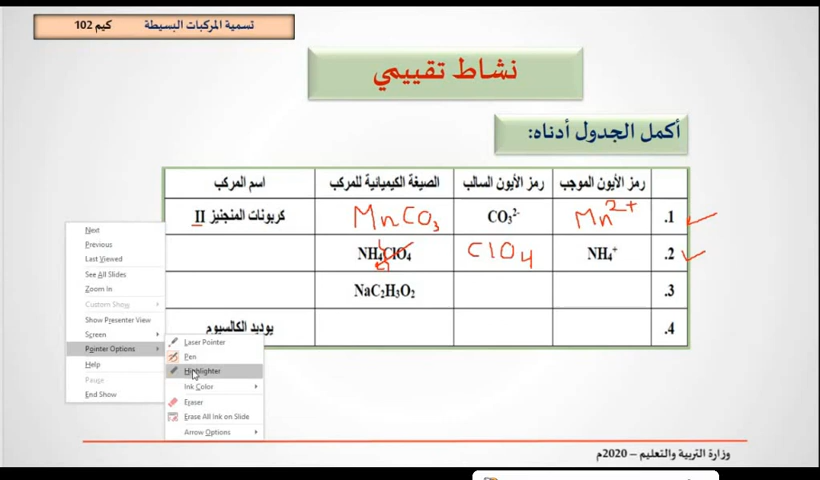 تسمية المركبات البسيطة كيم 102
نشاط تقييمي
أكمل الجدول أدناه:
رمز الأيون الموجب رمز الأيون السالب الصيغة الكيميائية للمركب اسم المركب
.1 Mn²⁺ CO₃²⁻ MnCO₃ كربونات المنجنيز II
.2 NH₄⁺ ClO₄ NH₄ClO₄
.3 NaC₂H₃O₂
.4 يوديد الكالسيوم
Next
Previous
Last Viewed
See All Slides
Zoom In
Custom Show
Show Presenter View
Screen
Pointer Options
Help
Pause
End Show
Laser Pointer
Pen
Highlighter
Ink Color
Eraser
Erase All Ink on Slide
Arrow Options
وزارة التربية والتعليم – 2020م